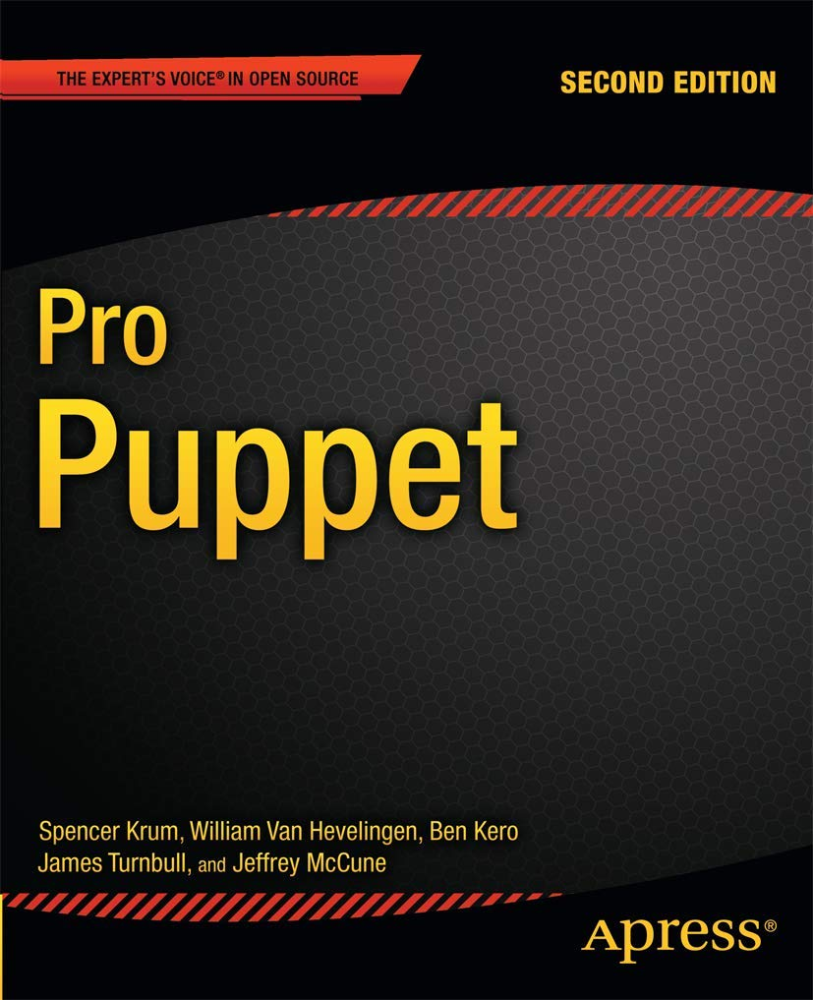 THE EXPERT'S VOICE® IN OPEN SOURCE
SECOND EDITION
Pro
Puppet
Spencer Krum, William Van Hevelingen, Ben Kero
James Turnbull, and Jeffrey McCune
Apress®